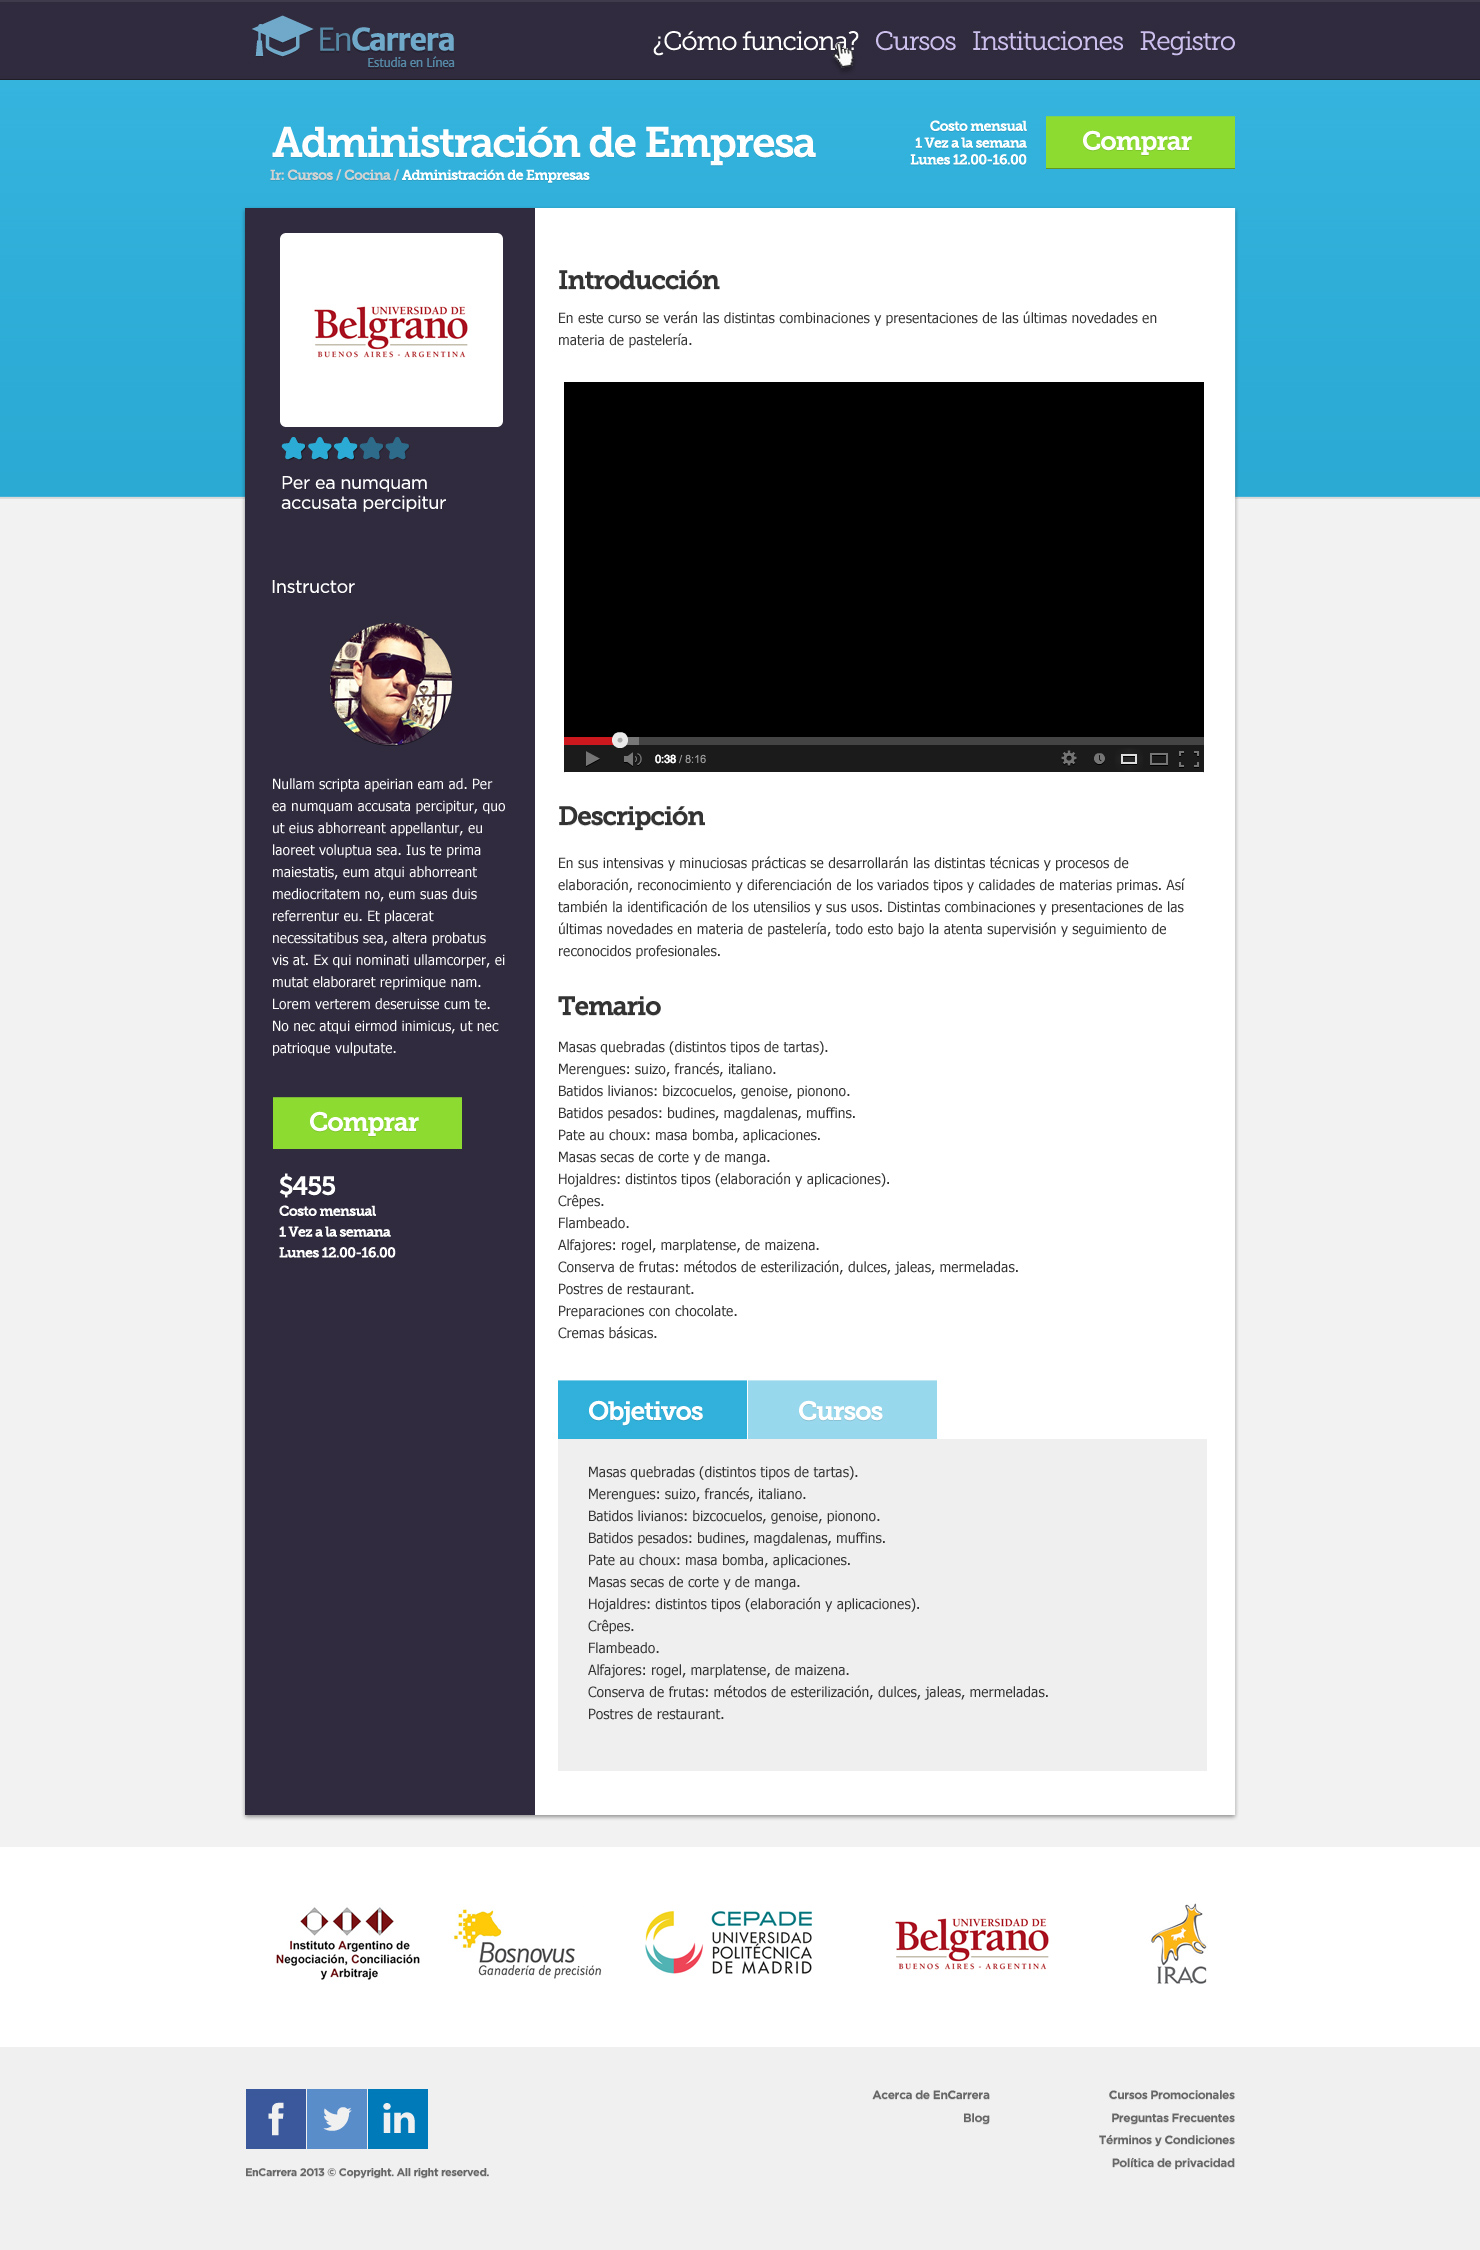 EnCarrera
Estudia en Línea
¿Cómo funciona?
Cursos
Instituciones
Registro
Administración de Empresa
Ir: Cursos / Cocina / Administración de Empresas
Costo mensual
1 Vez a la semana
Lunes 12.00-16.00
Comprar
UNIVERSIDAD DE
Belgrano
BUENOS AIRES - ARGENTINA
Per ea numquam
accusata percipitur
Instructor
Nullam scripta apeirian eam ad. Per
ea numquam accusata percipitur, quo
ut eius abhorreant appellantur, eu
laoreet voluptua sea. Ius te prima
maiestatis, eum atqui abhorreant
mediocritatem no, eum suas duis
referrentur eu. Et placerat
necessitatibus sea, altera probatus
vis at. Ex qui nominati ullamcorper, ei
mutat elaboraret reprimique nam.
Lorem verterem deseruisse cum te.
No nec atqui eirmod inimicus, ut nec
patrioque vulputate.
Comprar
$455
Costo mensual
1 Vez a la semana
Lunes 12.00-16.00
Introducción
En este curso se verán las distintas combinaciones y presentaciones de las últimas novedades en
materia de pastelería.
0:38 / 8:16
Descripción
En sus intensivas y minuciosas prácticas se desarrollarán las distintas técnicas y procesos de
elaboración, reconocimiento y diferenciación de los variados tipos y calidades de materias primas. Así
también la identificación de los utensilios y sus usos. Distintas combinaciones y presentaciones de las
últimas novedades en materia de pastelería, todo esto bajo la atenta supervisión y seguimiento de
reconocidos profesionales.
Temario
Masas quebradas (distintos tipos de tartas).
Merengues: suizo, francés, italiano.
Batidos livianos: bizcocuelos, genoise, pionono.
Batidos pesados: budines, magdalenas, muffins.
Pate au choux: masa bomba, aplicaciones.
Masas secas de corte y de manga.
Hojaldres: distintos tipos (elaboración y aplicaciones).
Crêpes.
Flambeado.
Alfajores: rogel, marplatense, de maizena.
Conserva de frutas: métodos de esterilización, dulces, jaleas, mermeladas.
Postres de restaurant.
Preparaciones con chocolate.
Cremas básicas.
Objetivos
Cursos
Masas quebradas (distintos tipos de tartas).
Merengues: suizo, francés, italiano.
Batidos livianos: bizcocuelos, genoise, pionono.
Batidos pesados: budines, magdalenas, muffins.
Pate au choux: masa bomba, aplicaciones.
Masas secas de corte y de manga.
Hojaldres: distintos tipos (elaboración y aplicaciones).
Crêpes.
Flambeado.
Alfajores: rogel, marplatense, de maizena.
Conserva de frutas: métodos de esterilización, dulces, jaleas, mermeladas.
Postres de restaurant.
Instituto Argentino de
Negociación, Conciliación
y Arbitraje
Bosnovus
Ganadería de precisión
CEPADE
UNIVERSIDAD
POLITÉCNICA
DE MADRID
UNIVERSIDAD DE
Belgrano
BUENOS AIRES - ARGENTINA
IRAC
f
in
EnCarrera 2013 © Copyright. All right reserved.
Acerca de EnCarrera
Blog
Cursos Promocionales
Preguntas Frecuentes
Términos y Condiciones
Política de privacidad